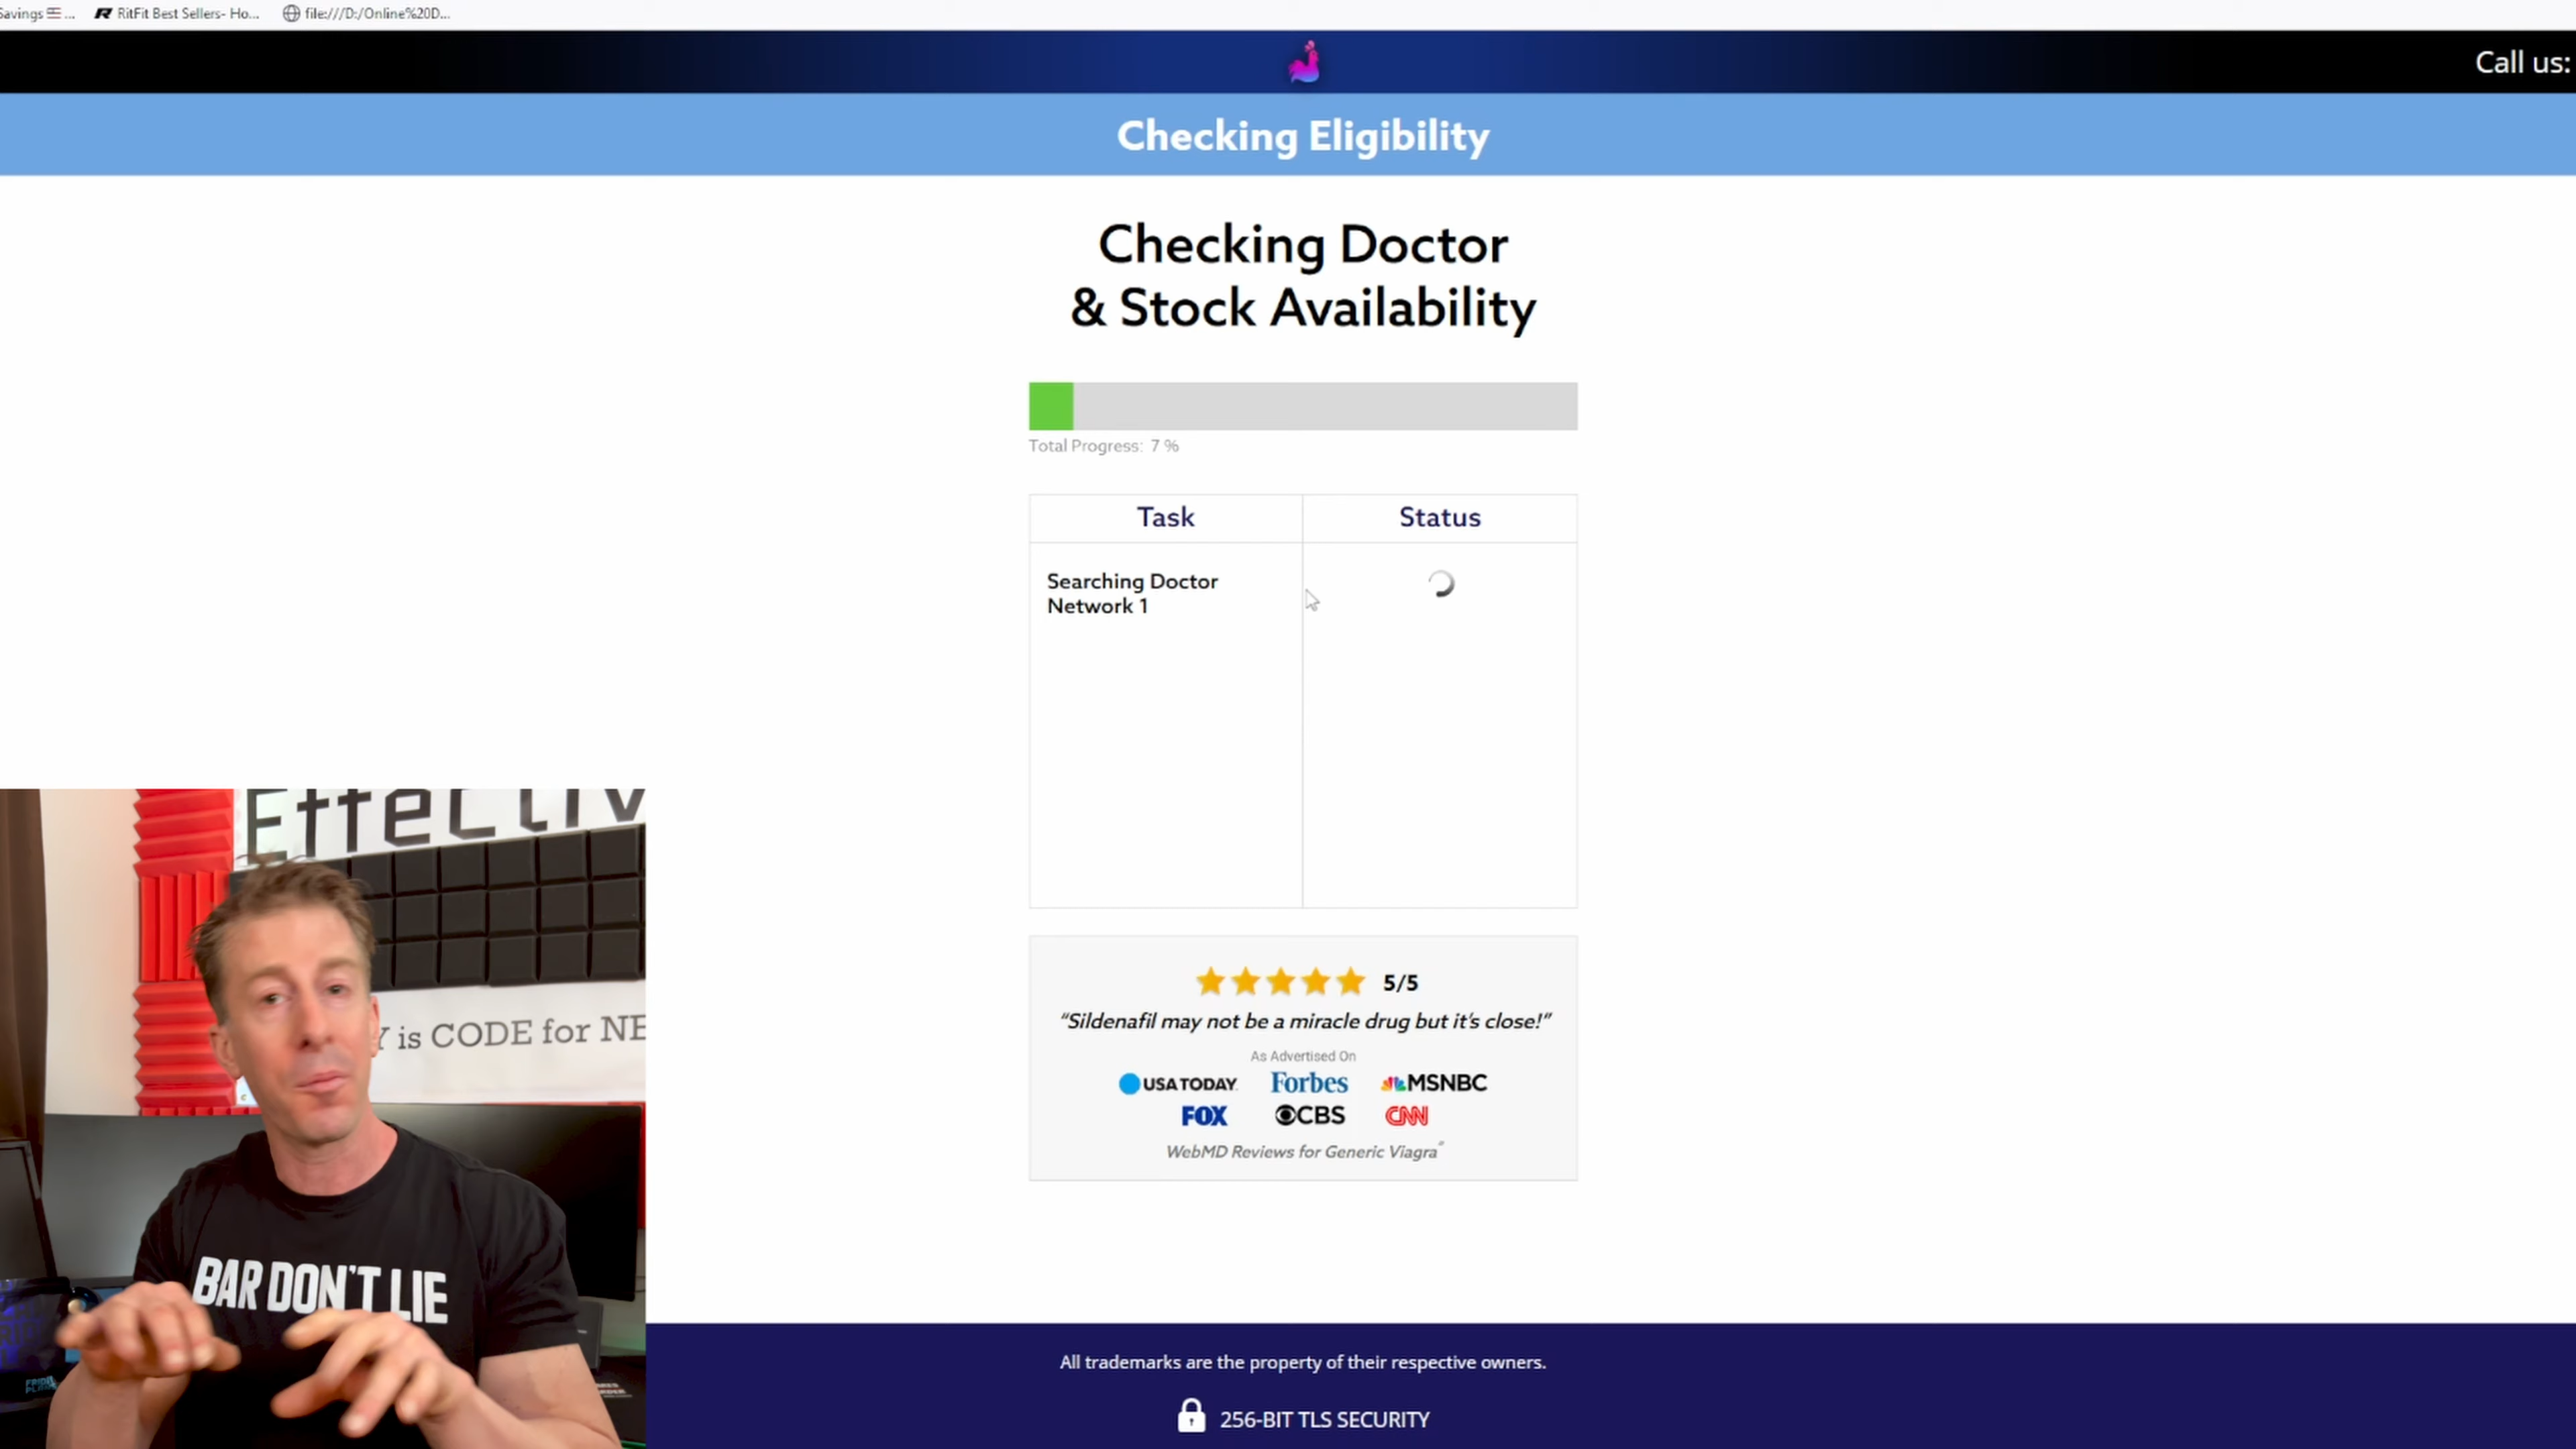 Savings ...
RitFit Best Sellers- Ho...
file:///D:/Online%20D...
Call us:
Checking Eligibility
Checking Doctor
& Stock Availability
Total Progress: 7 %
Task
Status
Searching Doctor
Network 1
5/5
“Sildenafil may not be a miracle drug but it’s close!”
As Advertised On
USA TODAY
Forbes
MSNBC
FOX
CBS
CNN
WebMD Reviews for Generic Viagra
All trademarks are the property of their respective owners.
256-BIT TLS SECURITY
is CODE for
BAR DON'T LIE